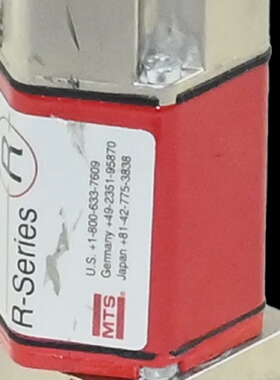 R
R-Series
U.S. +1-800-633-7609
Germany +49-2351-95870
Japan +81-42-775-3838
MTS